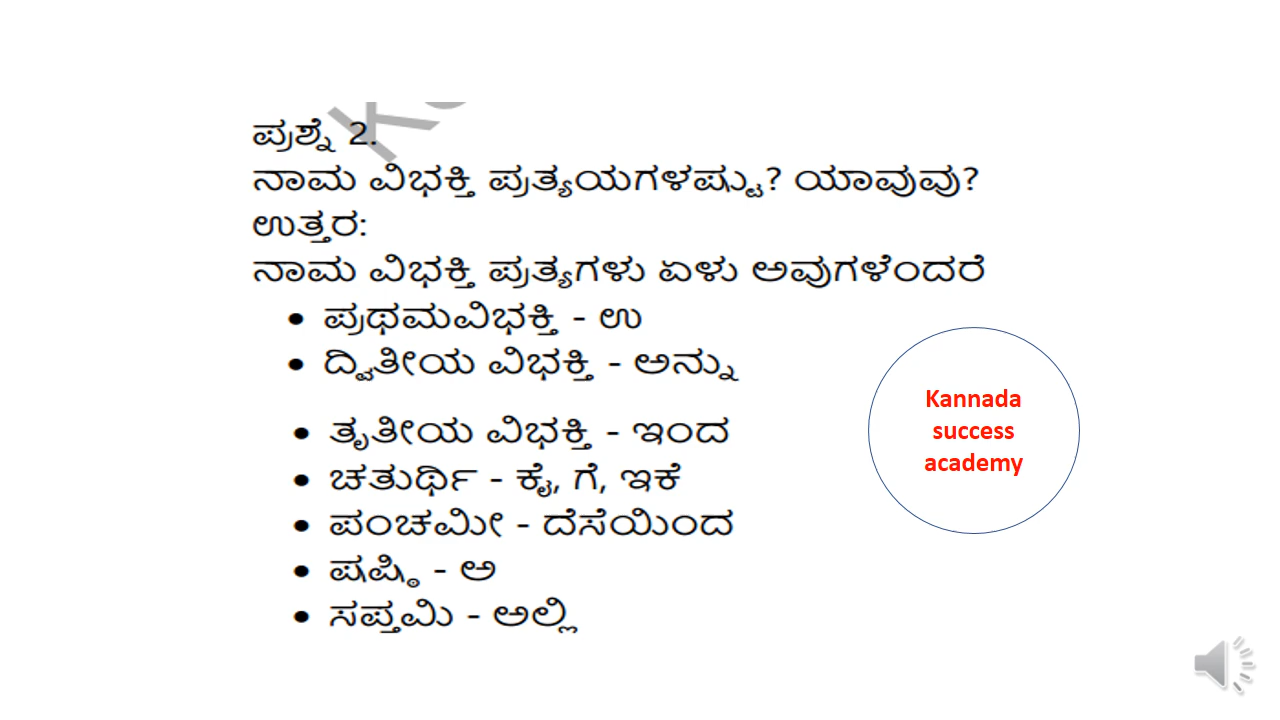 ಪ್ರಶ್ನೆ 2.
ನಾಮ ವಿಭಕ್ತಿ ಪ್ರತ್ಯಯಗಳಷ್ಟು? ಯಾವುವು?
ಉತ್ತರ:
ನಾಮ ವಿಭಕ್ತಿ ಪ್ರತ್ಯಗಳು ಏಳು ಅವುಗಳೆಂದರೆ
• ಪ್ರಥಮವಿಭಕ್ತಿ - ಉ
• ದ್ವಿತೀಯ ವಿಭಕ್ತಿ - ಅನ್ನು
• ತೃತೀಯ ವಿಭಕ್ತಿ - ಇಂದ
• ಚತುರ್ಥಿ - ಕೈ, ಗೆ, ಇಕೆ
• ಪಂಚಮೀ - ದೆಸೆಯಿಂದ
• ಷಷ್ಠಿ - ಅ
• ಸಪ್ತಮಿ - ಅಲ್ಲಿ
Kannada
success
academy